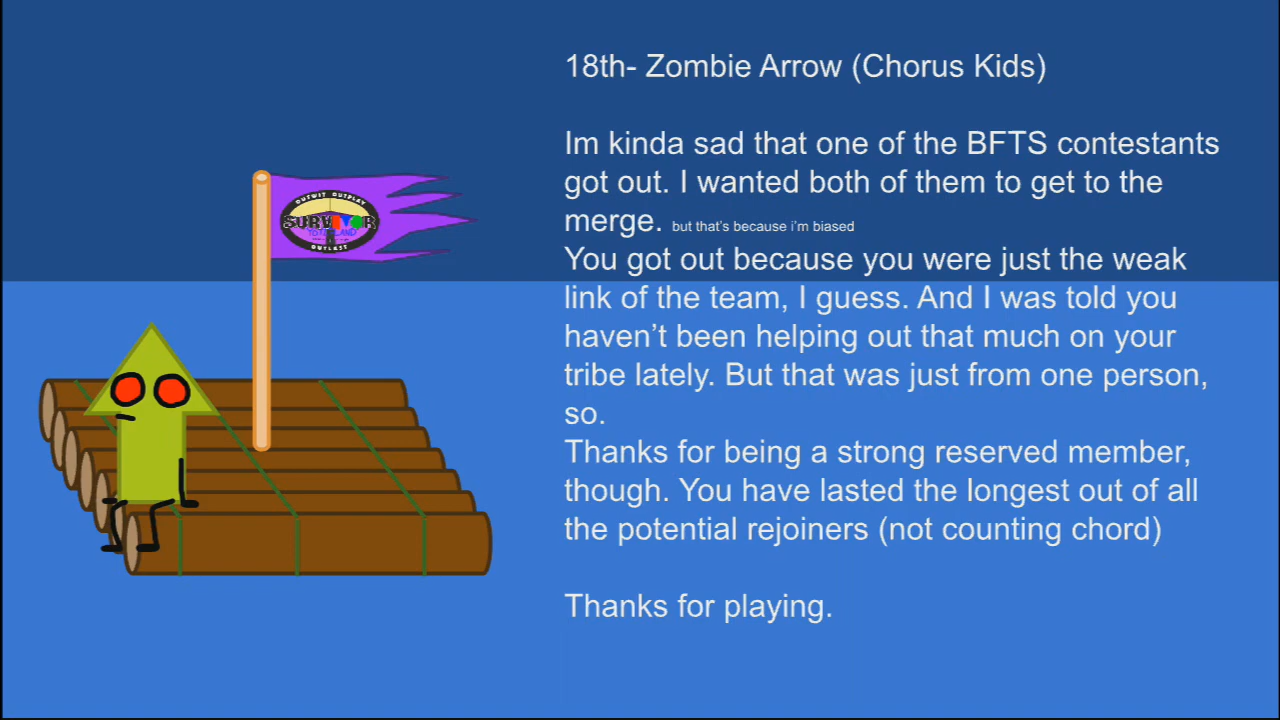 18th- Zombie Arrow (Chorus Kids)
Im kinda sad that one of the BFTS contestants
got out. I wanted both of them to get to the
merge. but that's because i'm biased
You got out because you were just the weak
link of the team, I guess. And I was told you
haven't been helping out that much on your
tribe lately. But that was just from one person,
so.
Thanks for being a strong reserved member,
though. You have lasted the longest out of all
the potential rejoiners (not counting chord)
Thanks for playing.
OUTWIT OUTPLAY
SURVIVOR
OUTLAST